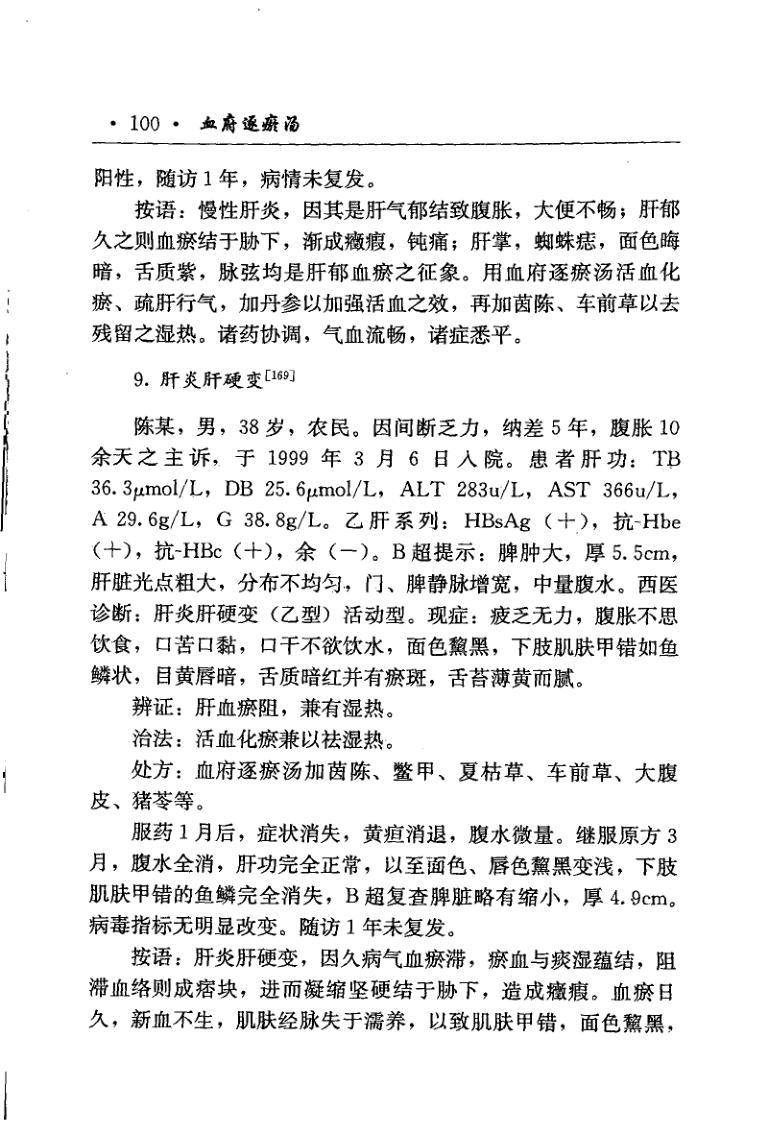 · 100 · 血府逐瘀汤
阳性，随访1年，病情未复发。
按语：慢性肝炎，因其是肝气郁结致腹胀，大便不畅；肝郁
久之则血瘀结于胁下，渐成癥瘕，钝痛；肝掌，蜘蛛痣，面色晦
暗，舌质紫，脉弦均是肝郁血瘀之征象。用血府逐瘀汤活血化
瘀、疏肝行气，加丹参以加强活血之效，再加茵陈、车前草以去
残留之湿热。诸药协调，气血流畅，诸症悉平。
9. 肝炎肝硬变[169]
陈某，男，38岁，农民。因间断乏力，纳差5年，腹胀10
余天之主诉，于1999年3月6日入院。患者肝功：TB
36.3μmol/L，DB 25.6μmol/L，ALT 283u/L，AST 366u/L，
A 29.6g/L，G 38.8g/L。乙肝系列：HBsAg（＋），抗-Hbe
（＋），抗-HBc（＋），余（－）。B超提示：脾肿大，厚5.5cm，
肝脏光点粗大，分布不均匀，门、脾静脉增宽，中量腹水。西医
诊断：肝炎肝硬变（乙型）活动型。现症：疲乏无力，腹胀不思
饮食，口苦口黏，口干不欲饮水，面色黧黑，下肢肌肤甲错如鱼
鳞状，目黄唇暗，舌质暗红并有瘀斑，舌苔薄黄而腻。
辨证：肝血瘀阻，兼有湿热。
治法：活血化瘀兼以祛湿热。
处方：血府逐瘀汤加茵陈、鳖甲、夏枯草、车前草、大腹
皮、猪苓等。
服药1月后，症状消失，黄疸消退，腹水微量。继服原方3
月，腹水全消，肝功完全正常，以至面色、唇色黧黑变浅，下肢
肌肤甲错的鱼鳞完全消失，B超复查脾脏略有缩小，厚4.9cm。
病毒指标无明显改变。随访1年未复发。
按语：肝炎肝硬变，因久病气血瘀滞，瘀血与痰湿蕴结，阻
滞血络则成痞块，进而凝缩坚硬结于胁下，造成癥瘕。血瘀日
久，新血不生，肌肤经脉失于濡养，以致肌肤甲错，面色黧黑，